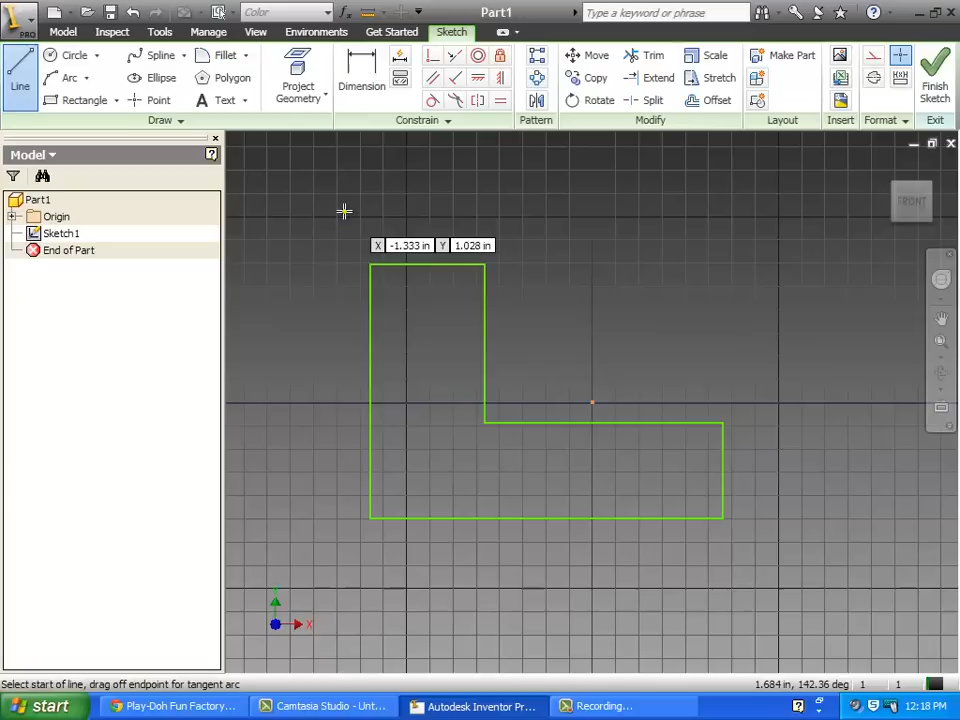 PRO
Color
Part1
Type a keyword or phrase
Model Inspect Tools Manage View Environments Get Started Sketch
Line
Circle
Arc
Rectangle
Spline
Ellipse
Point
Fillet
Polygon
Text
Project
Geometry
Dimension
Move
Copy
Rotate
Trim
Extend
Split
Scale
Stretch
Offset
Make Part
Finish
Sketch
Draw
Constrain
Pattern
Modify
Layout
Insert
Format
Exit
Model
Part1
Origin
Sketch1
End of Part
FRONT
X -1.333 in Y 1.028 in
X
Select start of line, drag off endpoint for tangent arc
1.684 in, 142.36 deg 1 1
start
Play-Doh Fun Factory...
Camtasia Studio - Unt...
Autodesk Inventor Pr...
Recording...
12:18 PM